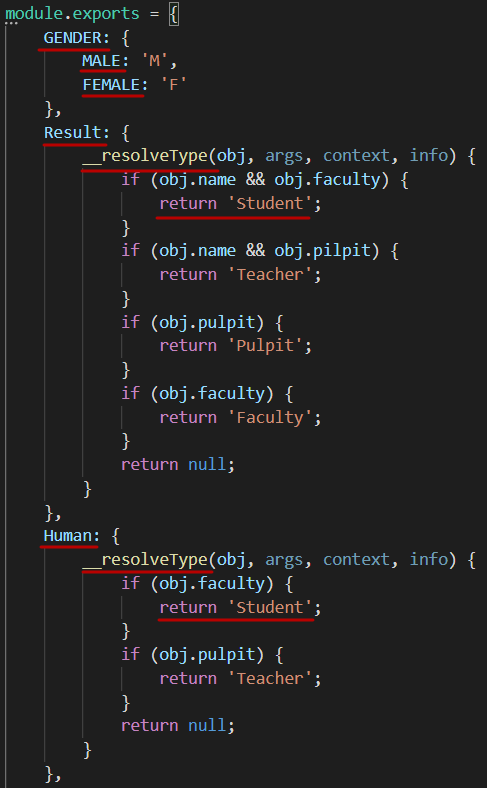 module.exports = {
    GENDER: {
        MALE: 'M',
        FEMALE: 'F'
    },
    Result: {
        __resolveType(obj, args, context, info) {
            if (obj.name && obj.faculty) {
                return 'Student';
            }
            if (obj.name && obj.pilpit) {
                return 'Teacher';
            }
            if (obj.pulpit) {
                return 'Pulpit';
            }
            if (obj.faculty) {
                return 'Faculty';
            }
            return null;
        }
    },
    Human: {
        __resolveType(obj, args, context, info) {
            if (obj.faculty) {
                return 'Student';
            }
            if (obj.pulpit) {
                return 'Teacher';
            }
            return null;
        }
    },